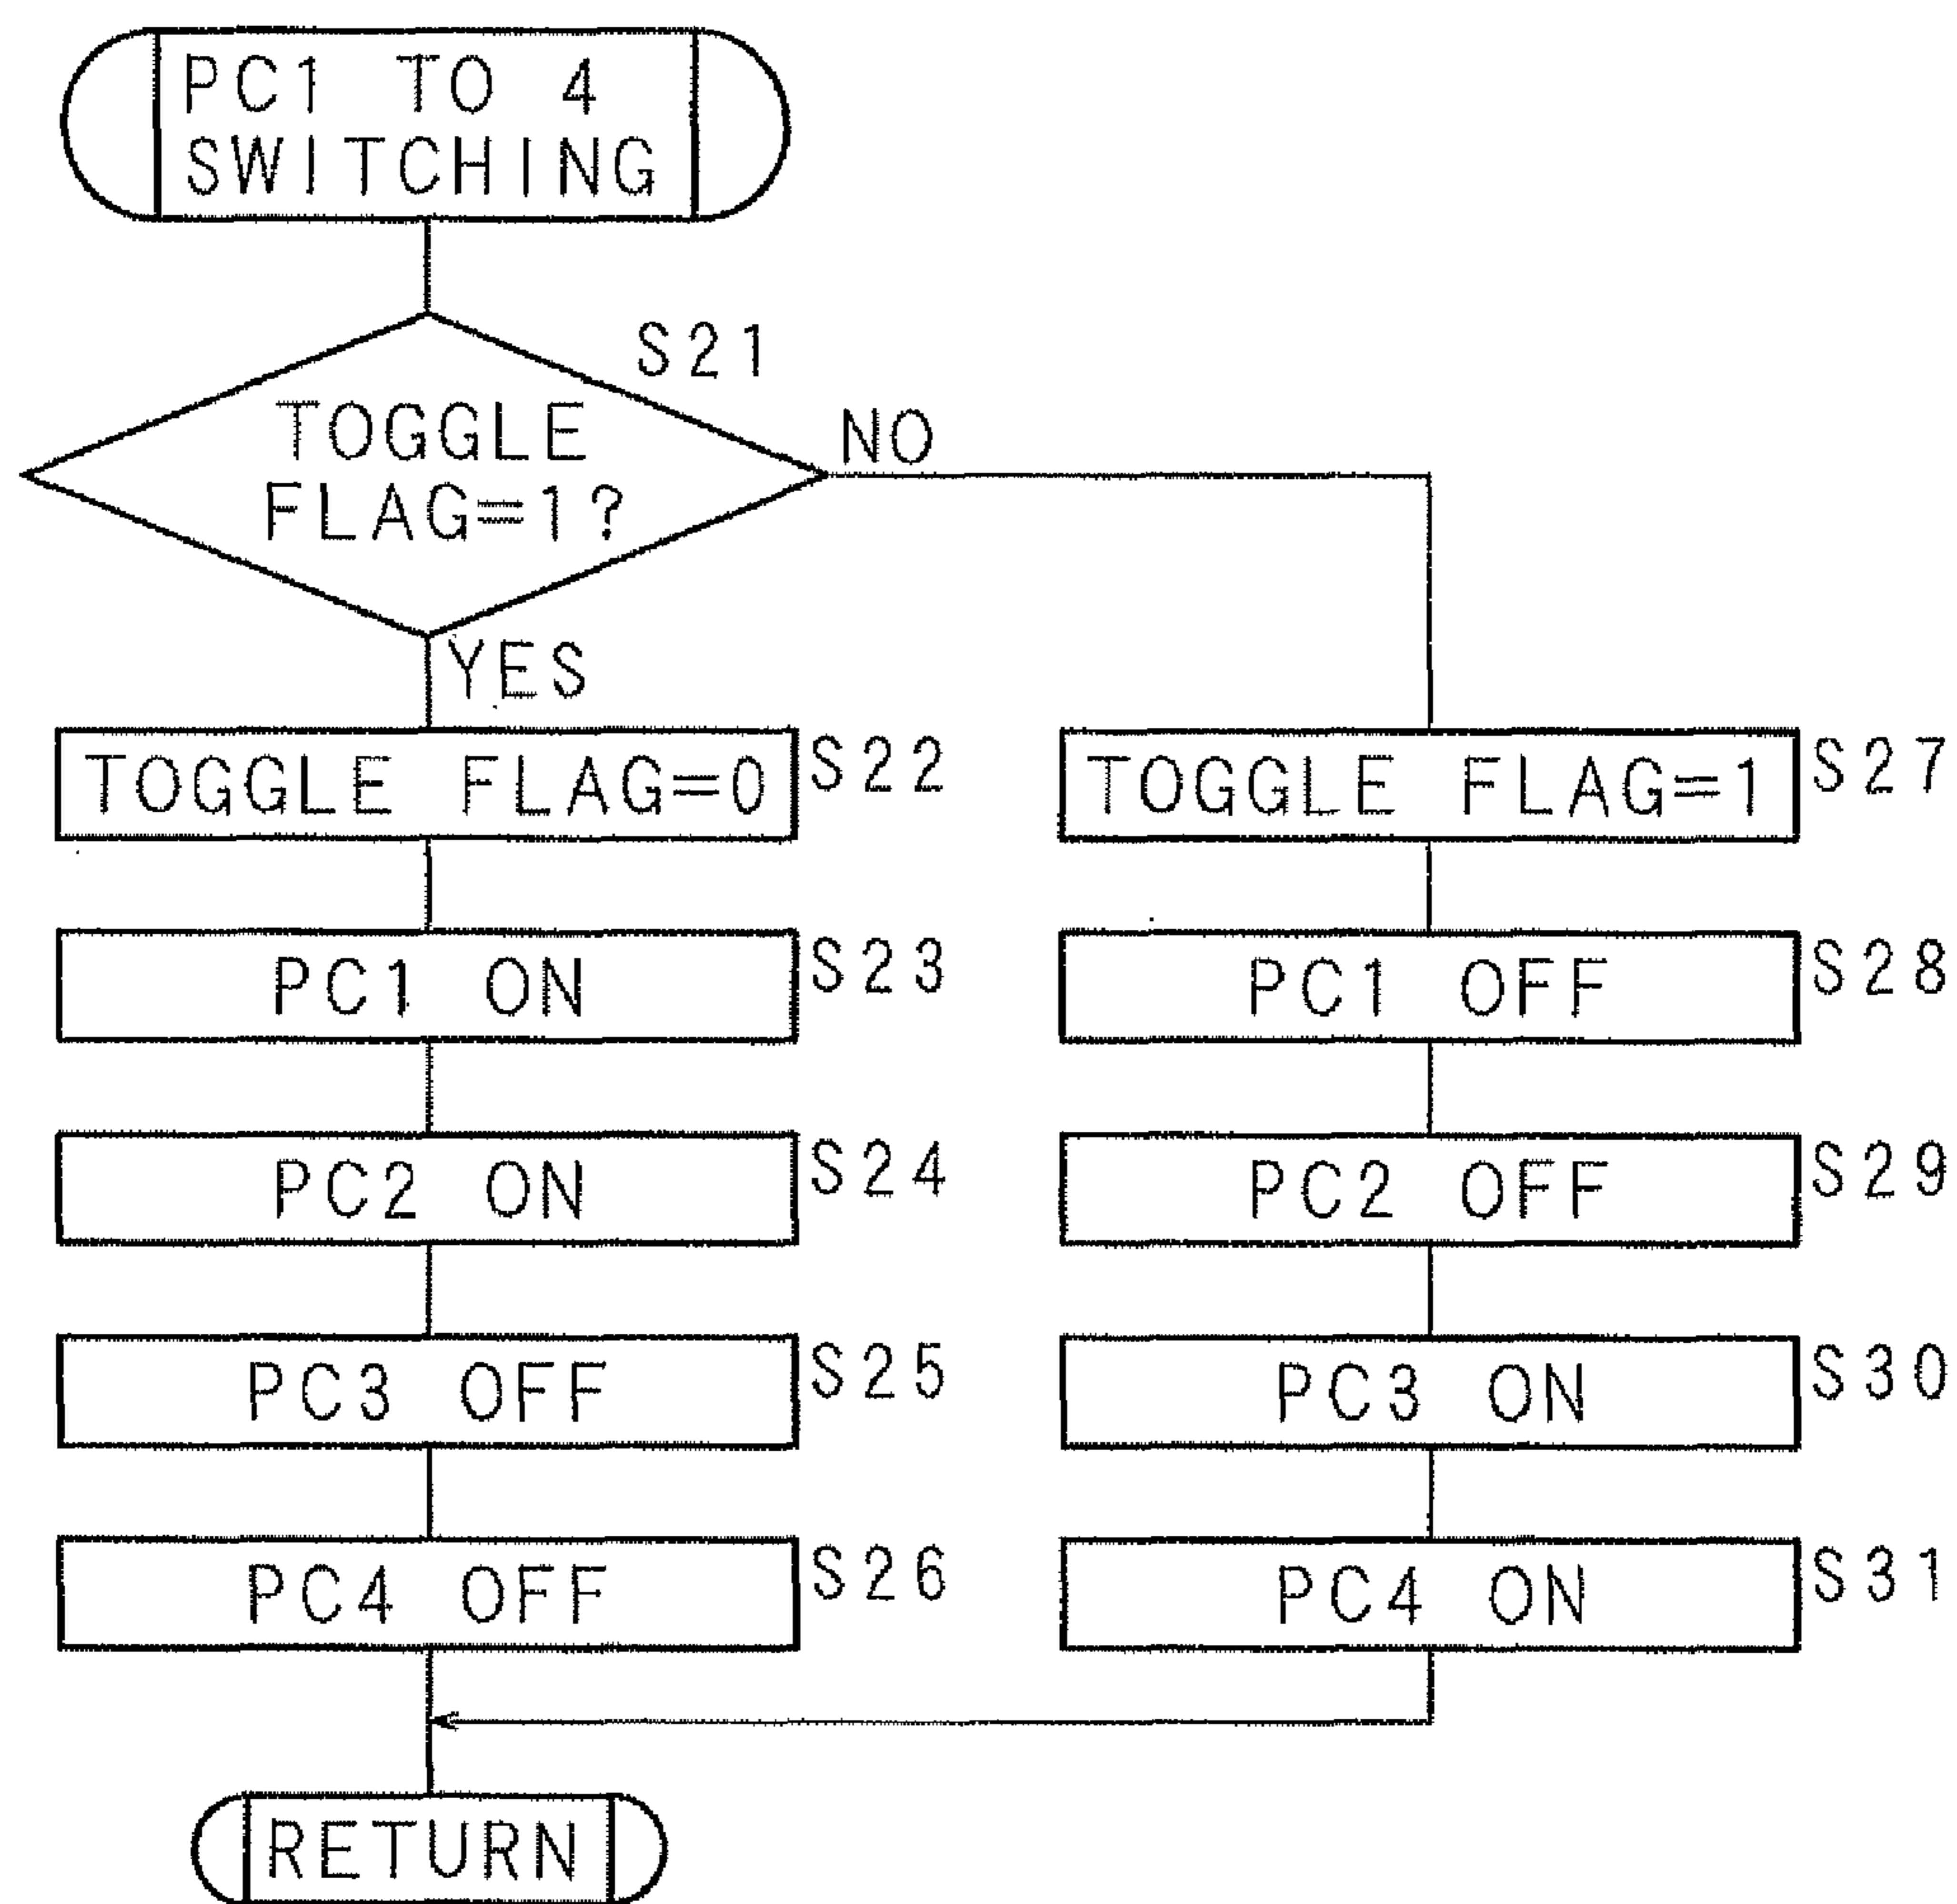 PC1 TO 4
SWITCHING
S21
TOGGLE
FLAG=1?
NO
YES
TOGGLE FLAG=0
S22
PC1 ON
S23
PC2 ON
S24
PC3 OFF
S25
PC4 OFF
S26
TOGGLE FLAG=1
S27
PC1 OFF
S28
PC2 OFF
S29
PC3 ON
S30
PC4 ON
S31
RETURN